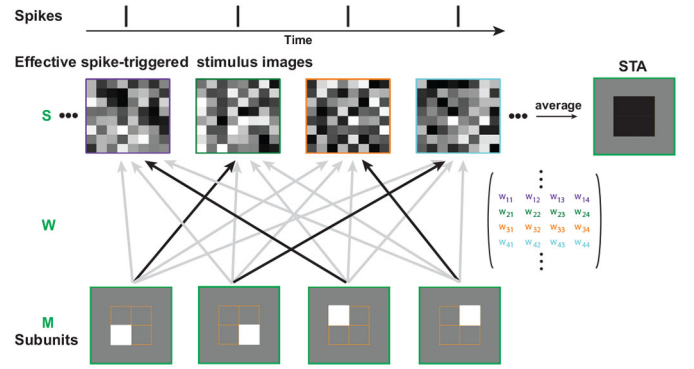 Spikes
Time
Effective spike-triggered stimulus images
STA
S
average
W
w11 w12 w13 w14
w21 w22 w23 w24
w31 w32 w33 w34
w41 w42 w43 w44
M
Subunits